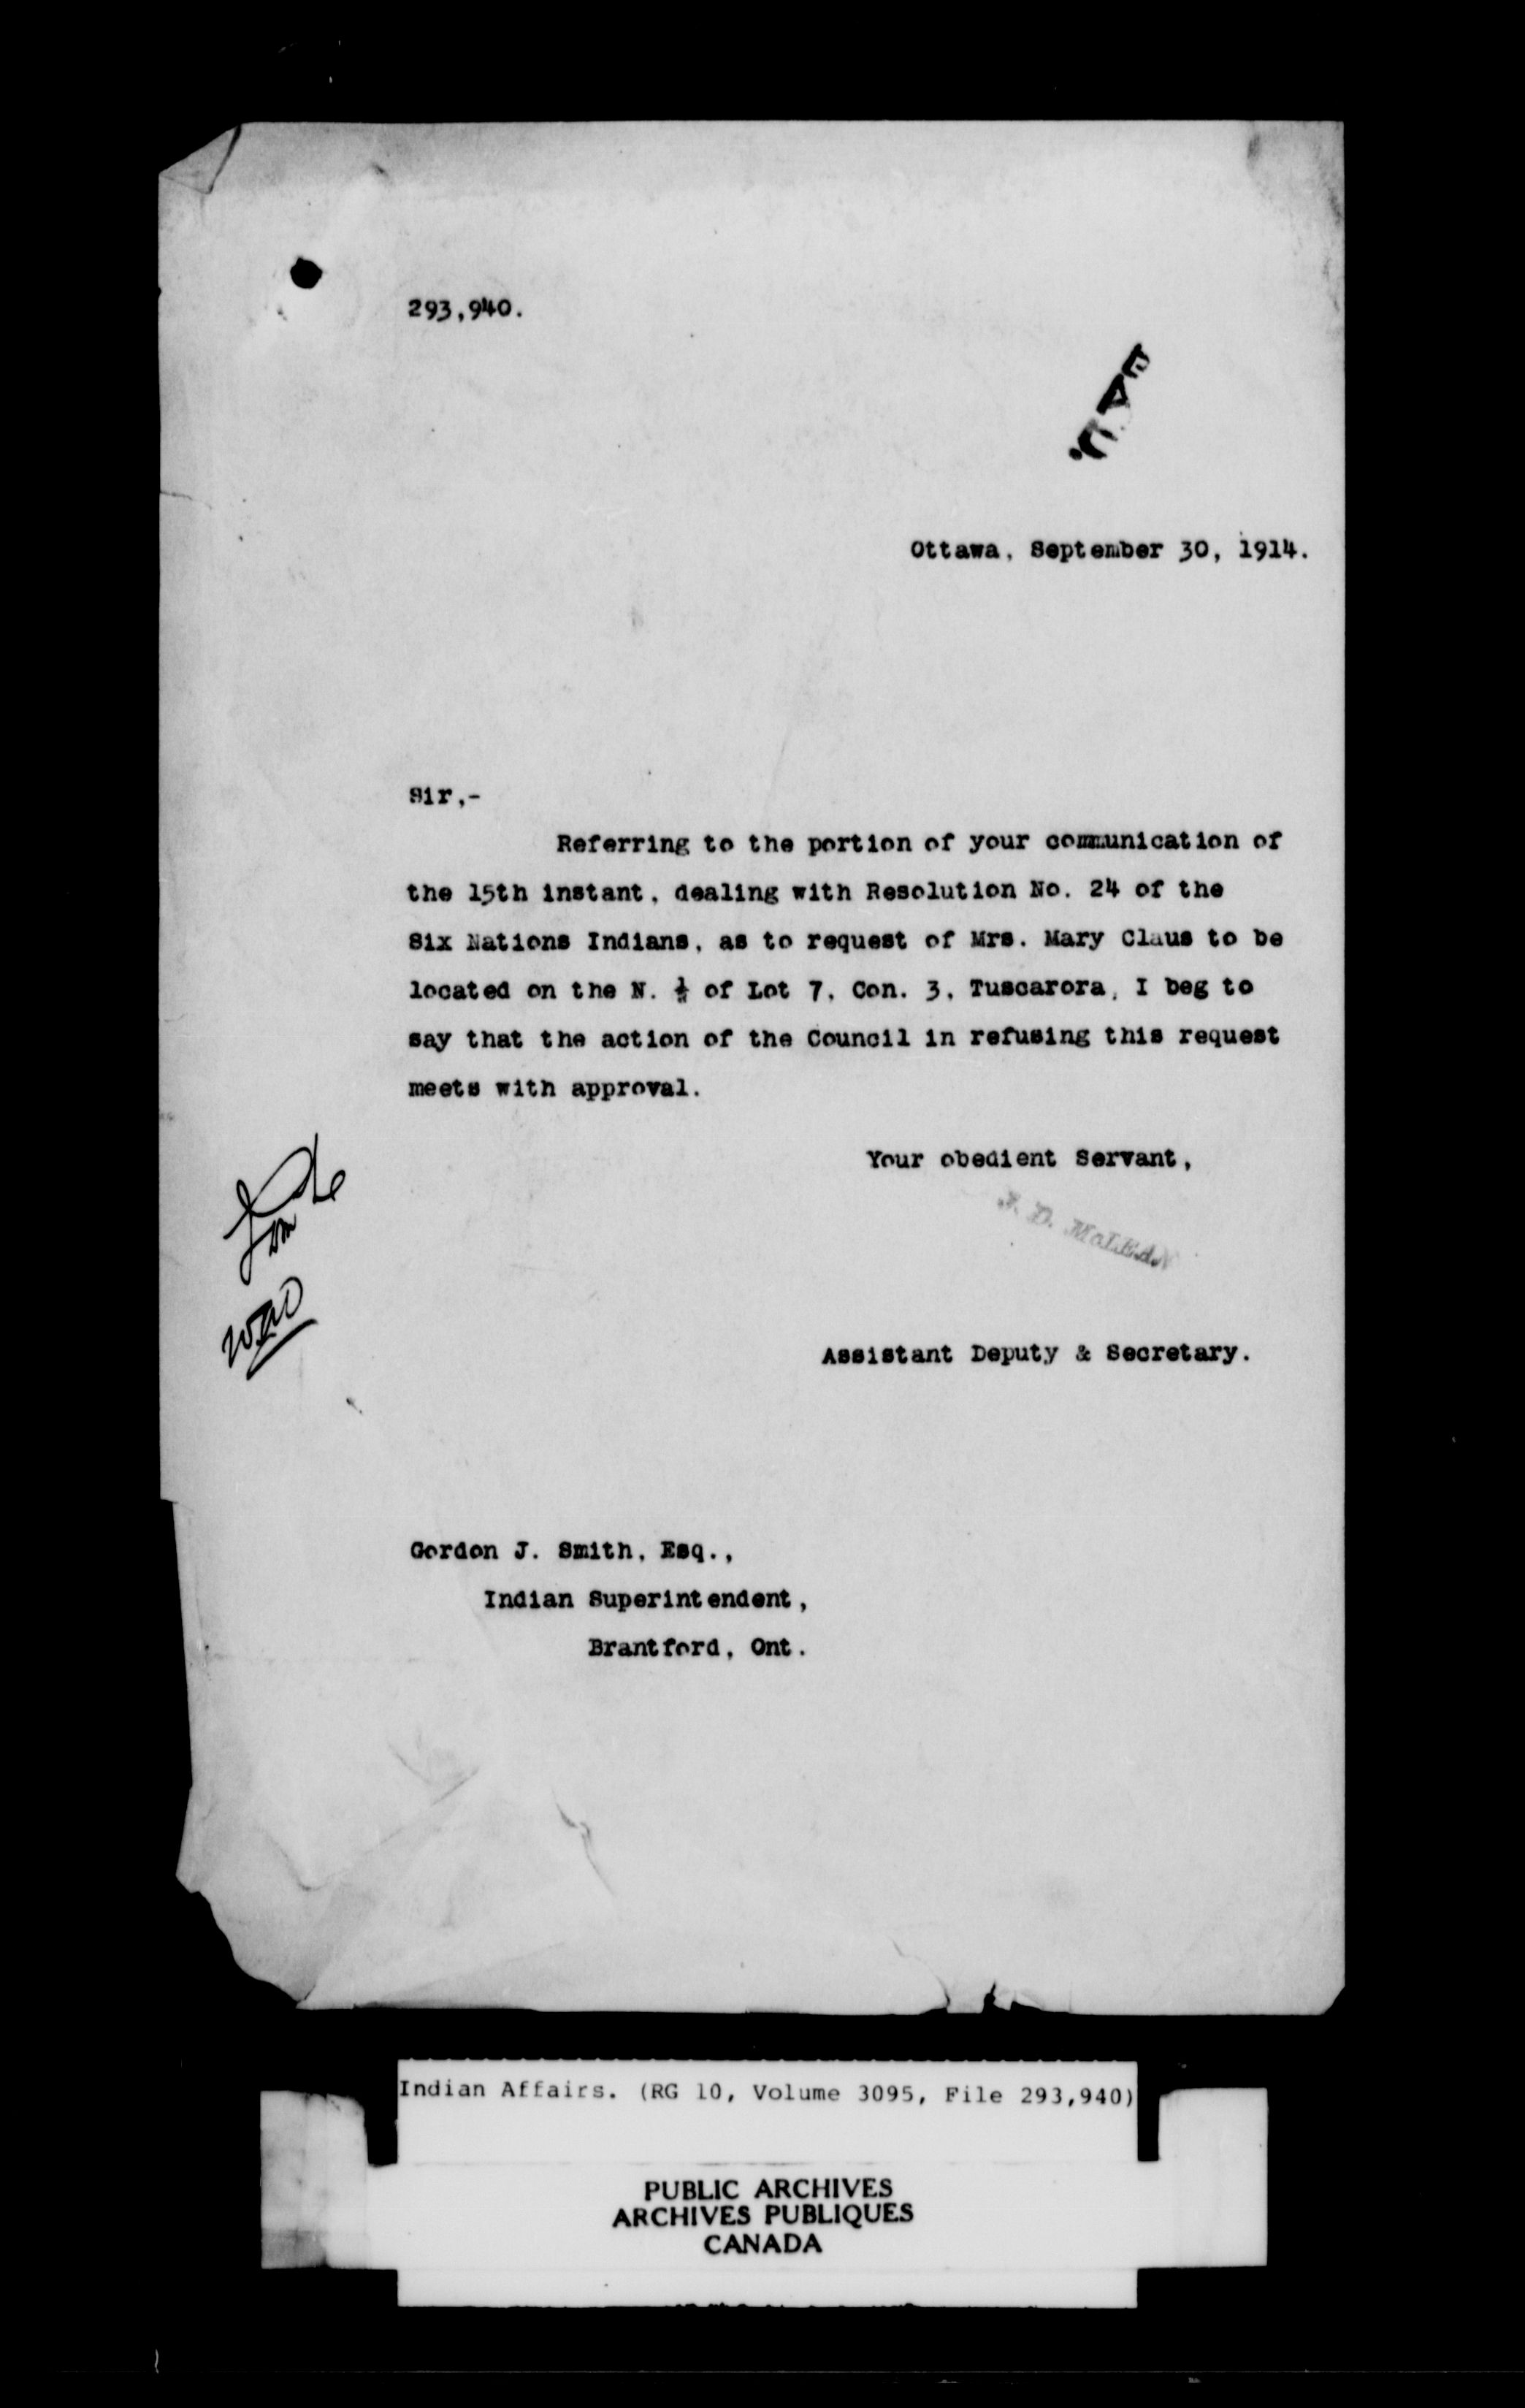 293,940.
Ottawa, September 30, 1914.
Sir,-
Referring to the portion of your communication of
the 15th instant, dealing with Resolution No. 24 of the
Six Nations Indians, as to request of Mrs. Mary Claus to be
located on the N. ½ of Lot 7, Con. 3, Tuscarora, I beg to
say that the action of the Council in refusing this request
meets with approval.
Your obedient Servant,
J. D. McLEAN
Assistant Deputy & Secretary.
Gordon J. Smith, Esq.,
Indian Superintendent,
Brantford, Ont.
Indian Affairs. (RG 10, Volume 3095, File 293,940)
PUBLIC ARCHIVES
ARCHIVES PUBLIQUES
CANADA